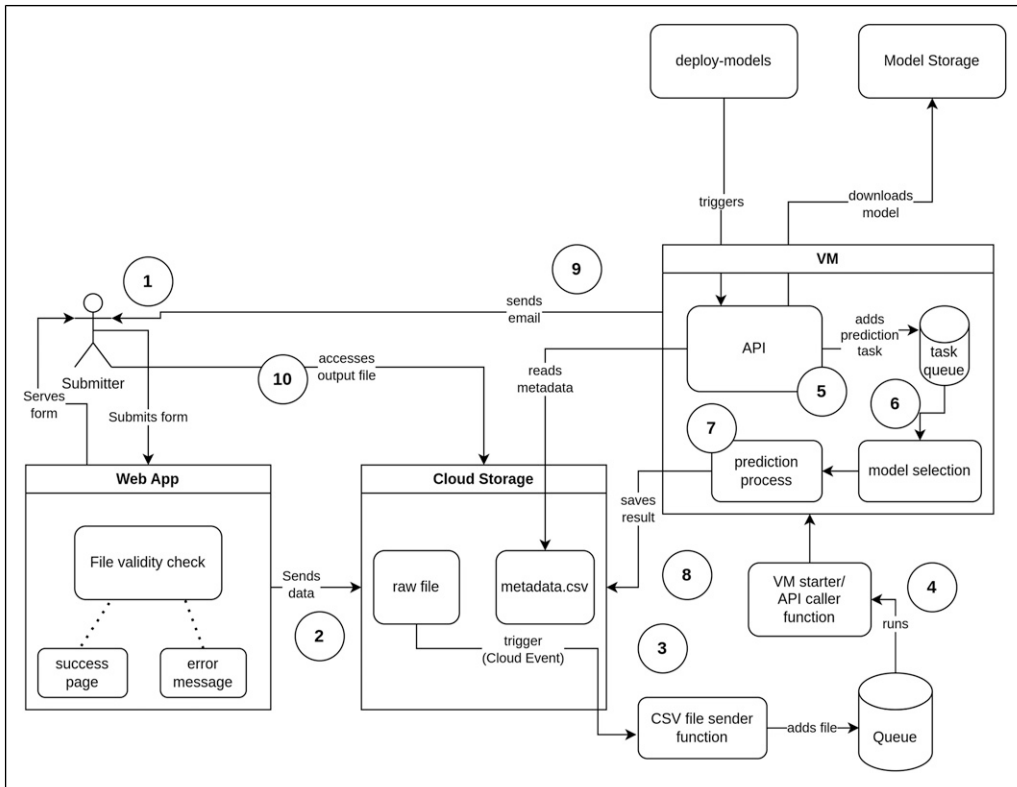 deploy-models
Model Storage
triggers
downloads
model
VM
1
9
sends
email
API
adds
prediction
task
task
queue
Submitter
10
accesses
output file
reads
metadata
5
6
Serves
form
Submits form
7
prediction
process
model selection
Web App
Cloud Storage
saves
result
File validity check
raw file
metadata.csv
8
VM starter/
API caller
function
4
Sends
data
2
runs
trigger
(Cloud Event)
3
success
page
error
message
CSV file sender
function
adds file
Queue